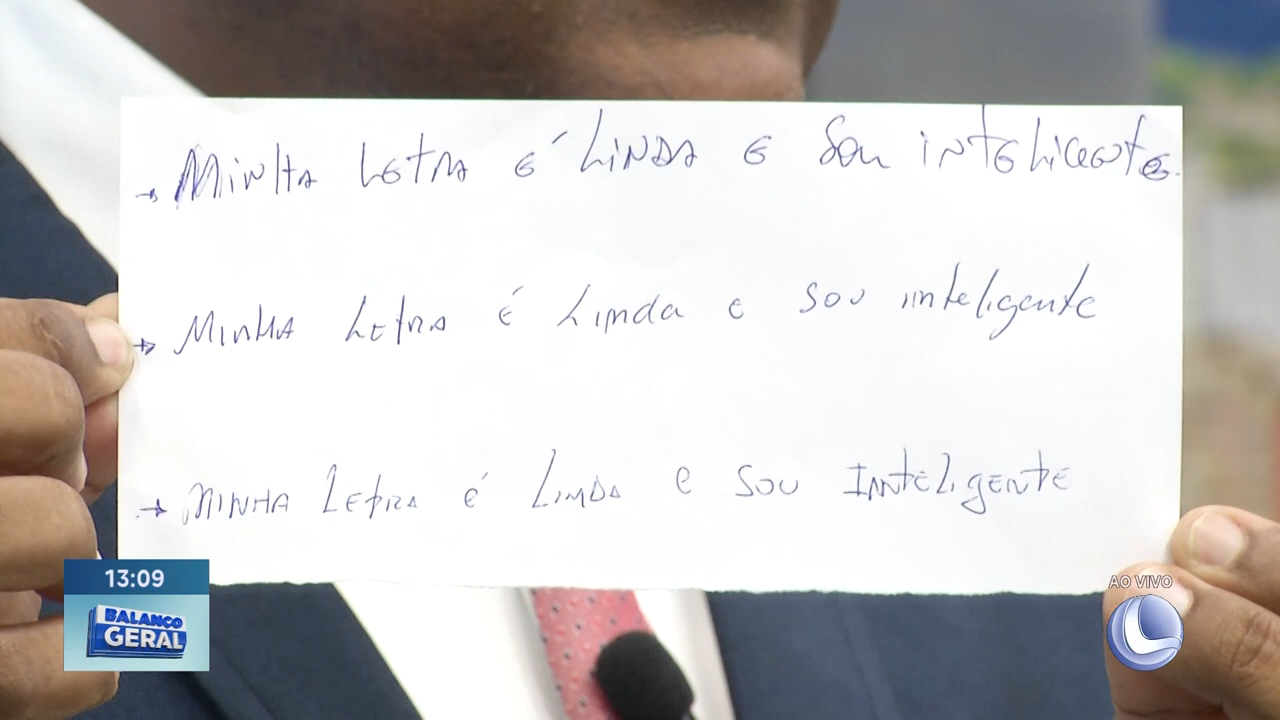 → Minha Letra é Linda e Sou inteligente.
→ Minha Letra é Linda e sou inteligente
→ MINHA Letra é Linda e sou Inteligente
13:09
BALANÇO
GERAL
AO VIVO